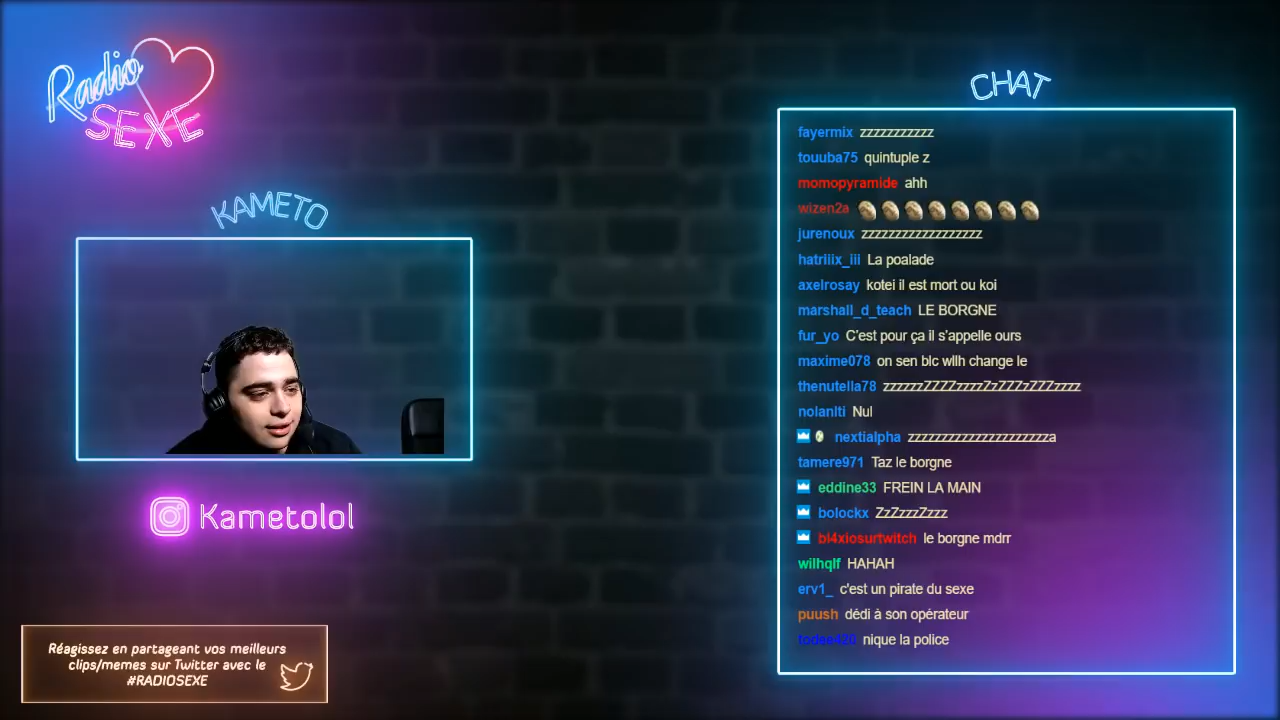 Radio
SEXE
KAMETO
Kametolol
Réagissez en partageant vos meilleurs
clips/memes sur Twitter avec le
#RADIOSEXE
CHAT
fayermix zzzzzzzzzzz
touuba75 quintuple z
momopyramide ahh
wizen2a
jurenoux zzzzzzzzzzzzzzzzzz
hatriiix_iii La poalade
axelrosay kotei il est mort ou koi
marshall_d_teach LE BORGNE
fur_yo C'est pour ça il s'appelle ours
maxime078 on sen blc wllh change le
thenutella78 zzzzzzZZZZzzzzZzZZZzZZZzzzz
nolanlti Nul
nextialpha zzzzzzzzzzzzzzzzzzzzza
tamere971 Taz le borgne
eddine33 FREIN LA MAIN
bolockx ZzZzzzZzzz
bl4xiosurtwitch le borgne mdrr
wilhqlf HAHAH
erv1_ c'est un pirate du sexe
puush dédi à son opérateur
todee420 nique la police